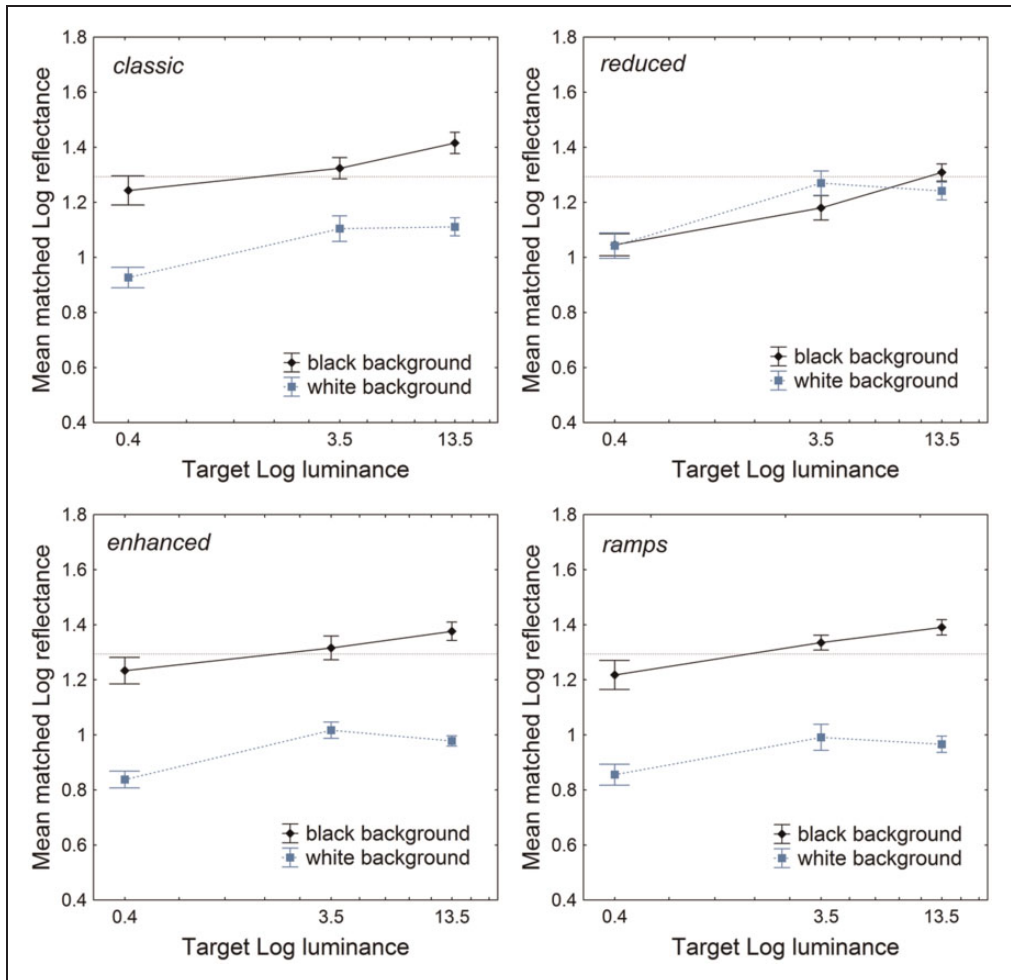 classic
Mean matched Log reflectance
1.8
1.6
1.4
1.2
1
0.8
0.6
0.4
black background
white background
0.4 3.5 13.5
Target Log luminance
reduced
Mean matched Log reflectance
1.8
1.6
1.4
1.2
1
0.8
0.6
0.4
black background
white background
0.4 3.5 13.5
Target Log luminance
enhanced
Mean matched Log reflectance
1.8
1.6
1.4
1.2
1
0.8
0.6
0.4
black background
white background
0.4 3.5 13.5
Target Log luminance
ramps
Mean matched Log reflectance
1.8
1.6
1.4
1.2
1
0.8
0.6
0.4
black background
white background
0.4 3.5 13.5
Target Log luminance